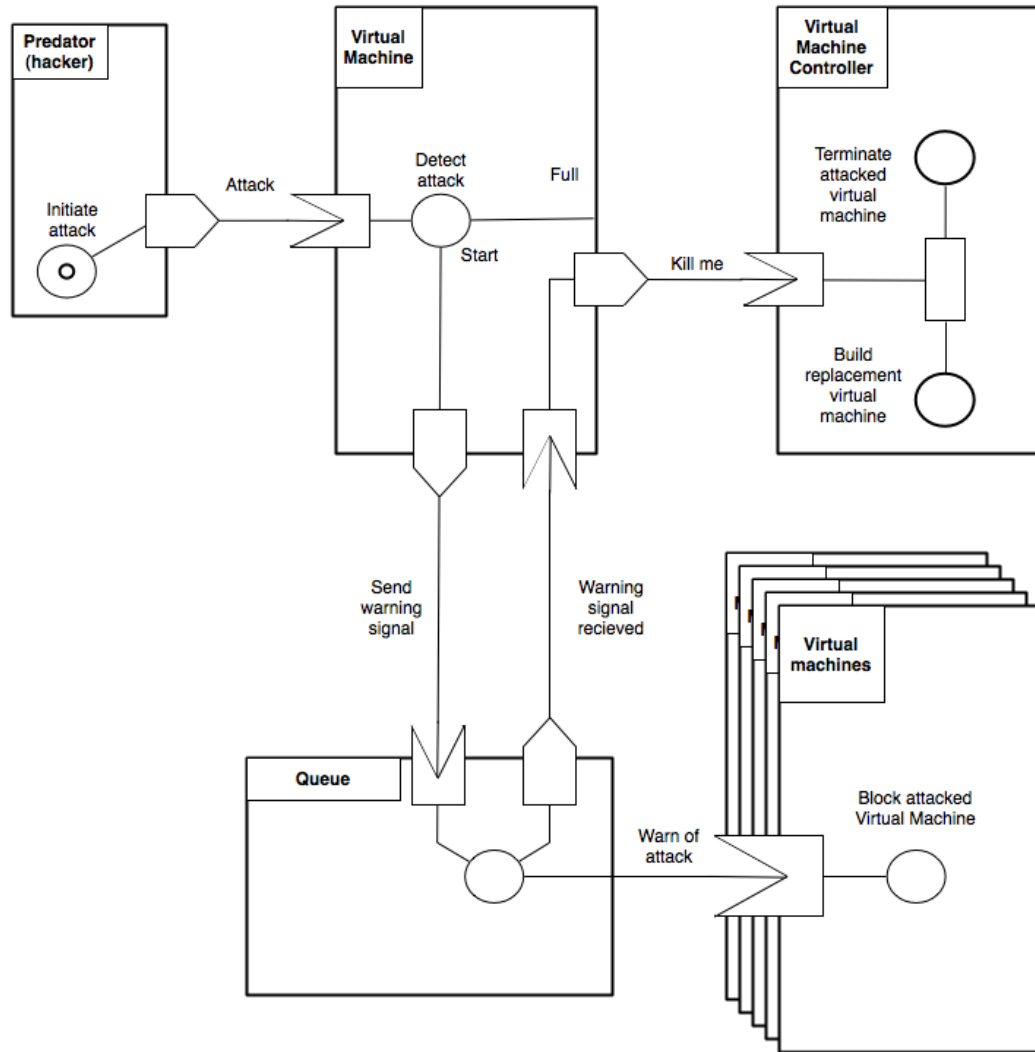 Predator
(hacker)
Initiate
attack
Attack
Virtual
Machine
Detect
attack
Full
Start
Kill me
Virtual
Machine
Controller
Terminate
attacked
virtual
machine
Build
replacement
virtual
machine
Send
warning
signal
Warning
signal
recieved
Queue
Warn of
attack
Virtual
machines
Block attacked
Virtual Machine